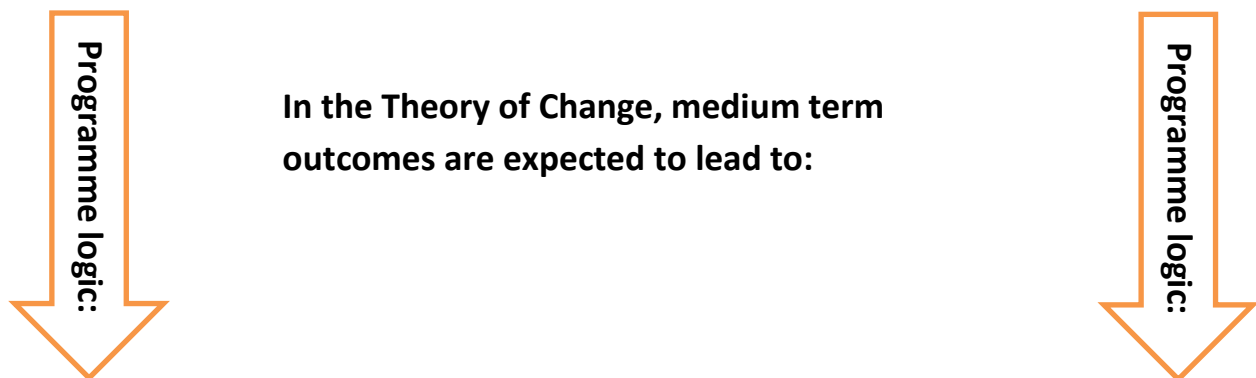 Programme logic:
In the Theory of Change, medium term
outcomes are expected to lead to:
Programme logic: